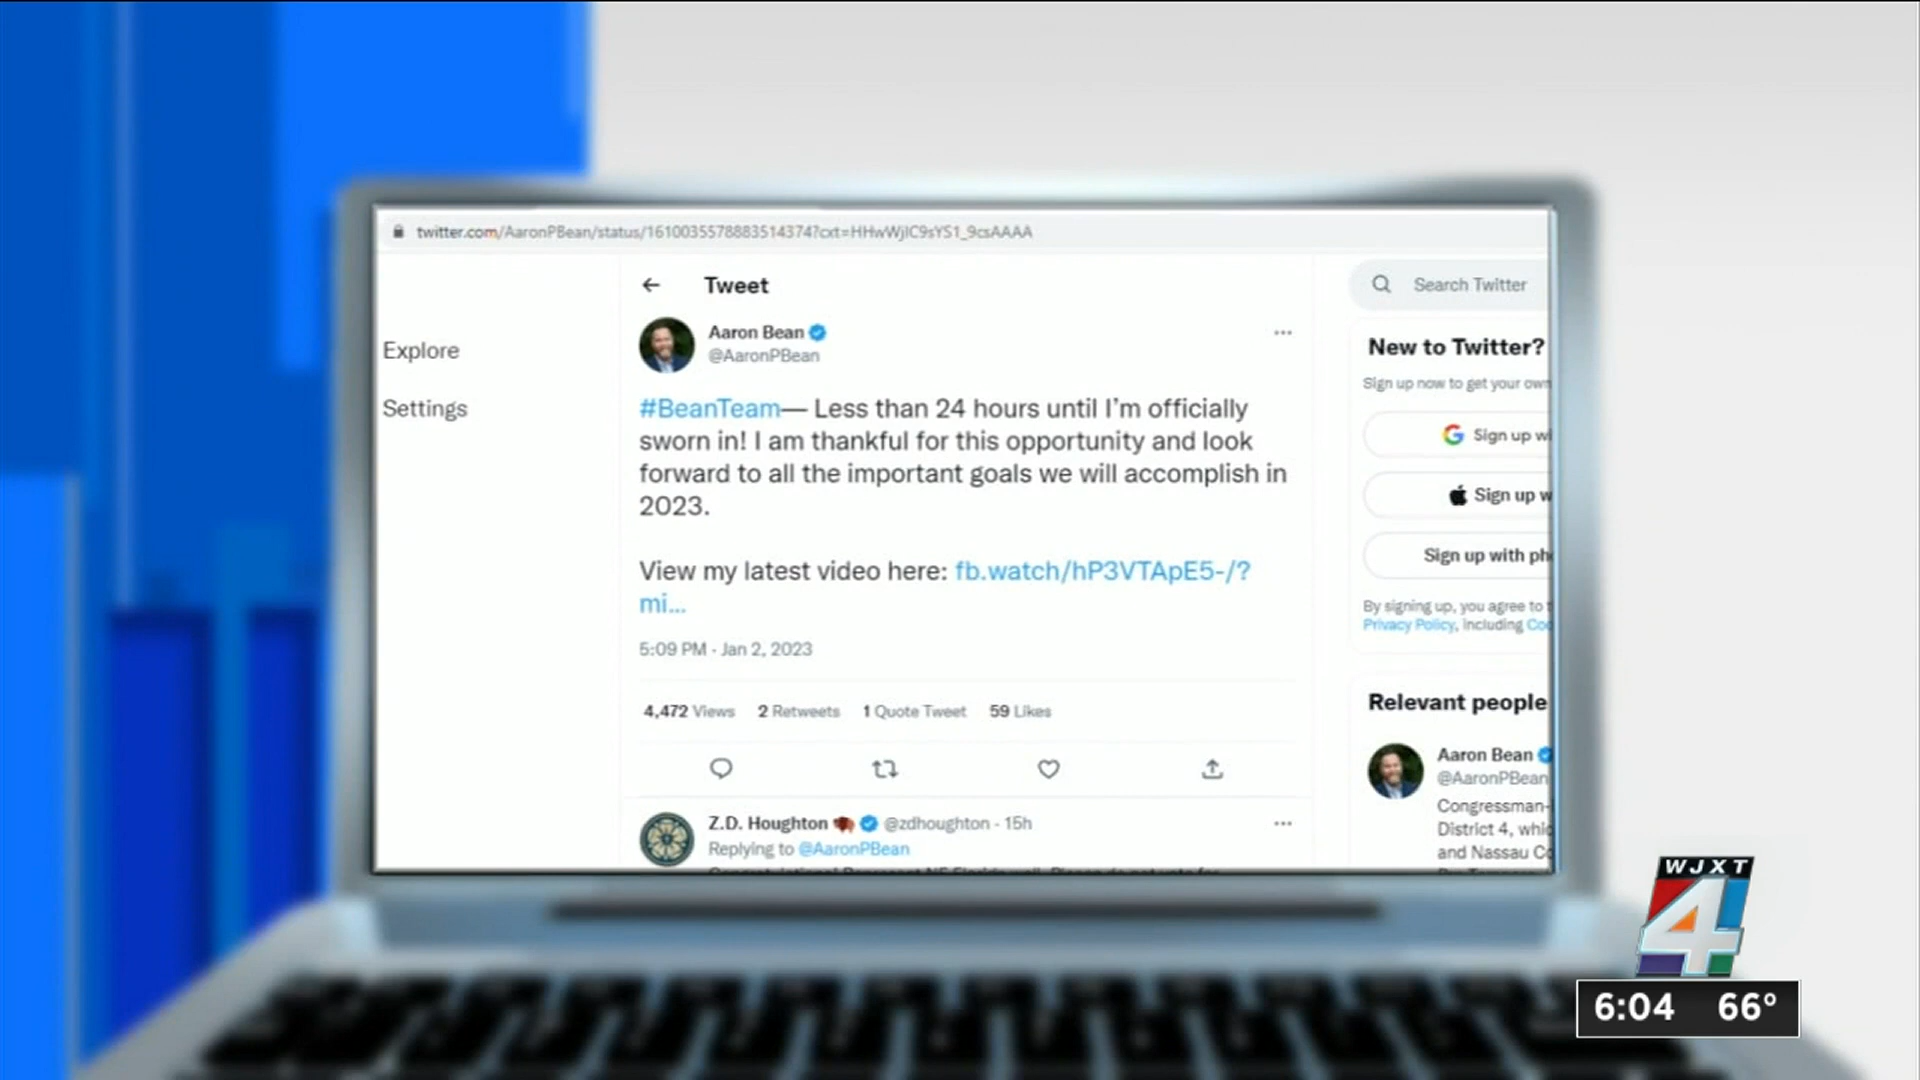 twitter.com/AaronPBean/status/1610035578883514374?cxt=HHwWjIC9sYS1_9csAAAA
Explore
Settings
Tweet
Aaron Bean
@AaronPBean
#BeanTeam— Less than 24 hours until I'm officially
sworn in! I am thankful for this opportunity and look
forward to all the important goals we will accomplish in
2023.
View my latest video here: fb.watch/hP3VTApE5-/?
mi...
5:09 PM · Jan 2, 2023
4,472 Views 2 Retweets 1 Quote Tweet 59 Likes
Z.D. Houghton @zdhoughton · 15h
Replying to @AaronPBean
Search Twitter
New to Twitter?
Sign up now to get your own
Sign up wi
Sign up w
Sign up with ph
By signing up, you agree to
Privacy Policy, including Coo
Relevant people
Aaron Bean
@AaronPBean
Congressman-
District 4, whic
and Nassau Co
WJXT
4
6:04 66°